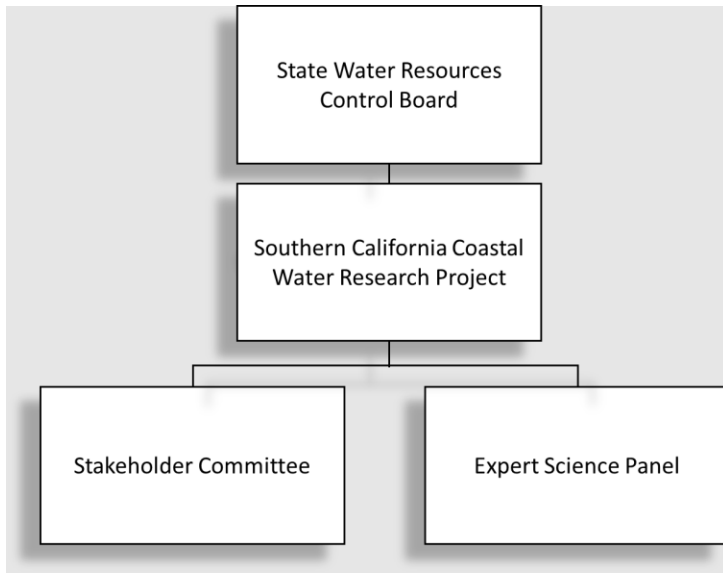 State Water Resources
Control Board
Southern California Coastal
Water Research Project
Stakeholder Committee
Expert Science Panel